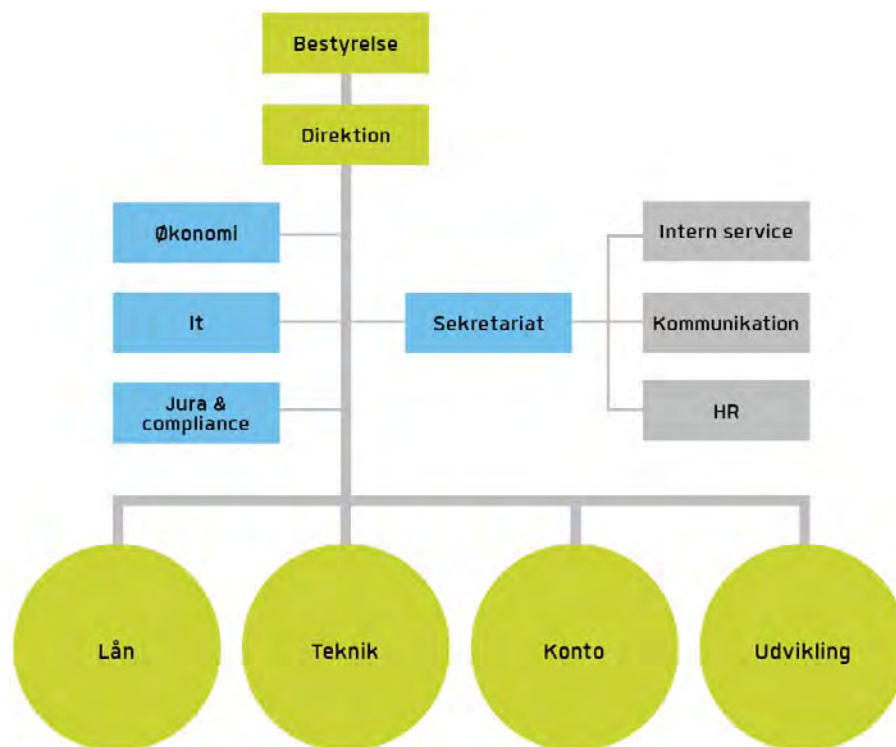 Bestyrelse
Direktion
Økonomi
It
Jura &
compliance
Sekretariat
Intern service
Kommunikation
HR
Lån
Teknik
Konto
Udvikling